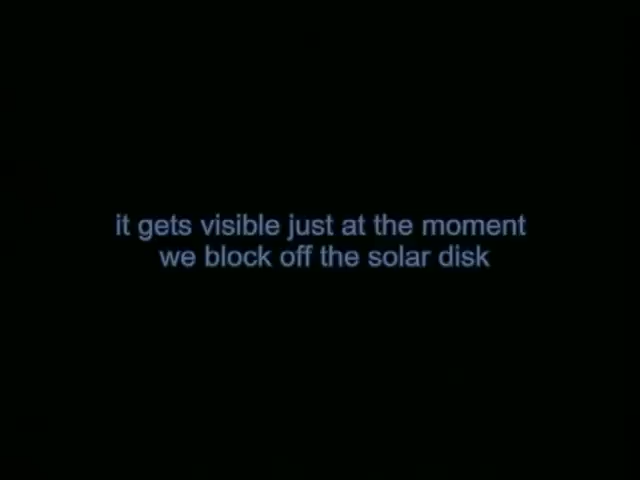 it gets visible just at the moment
we block off the solar disk